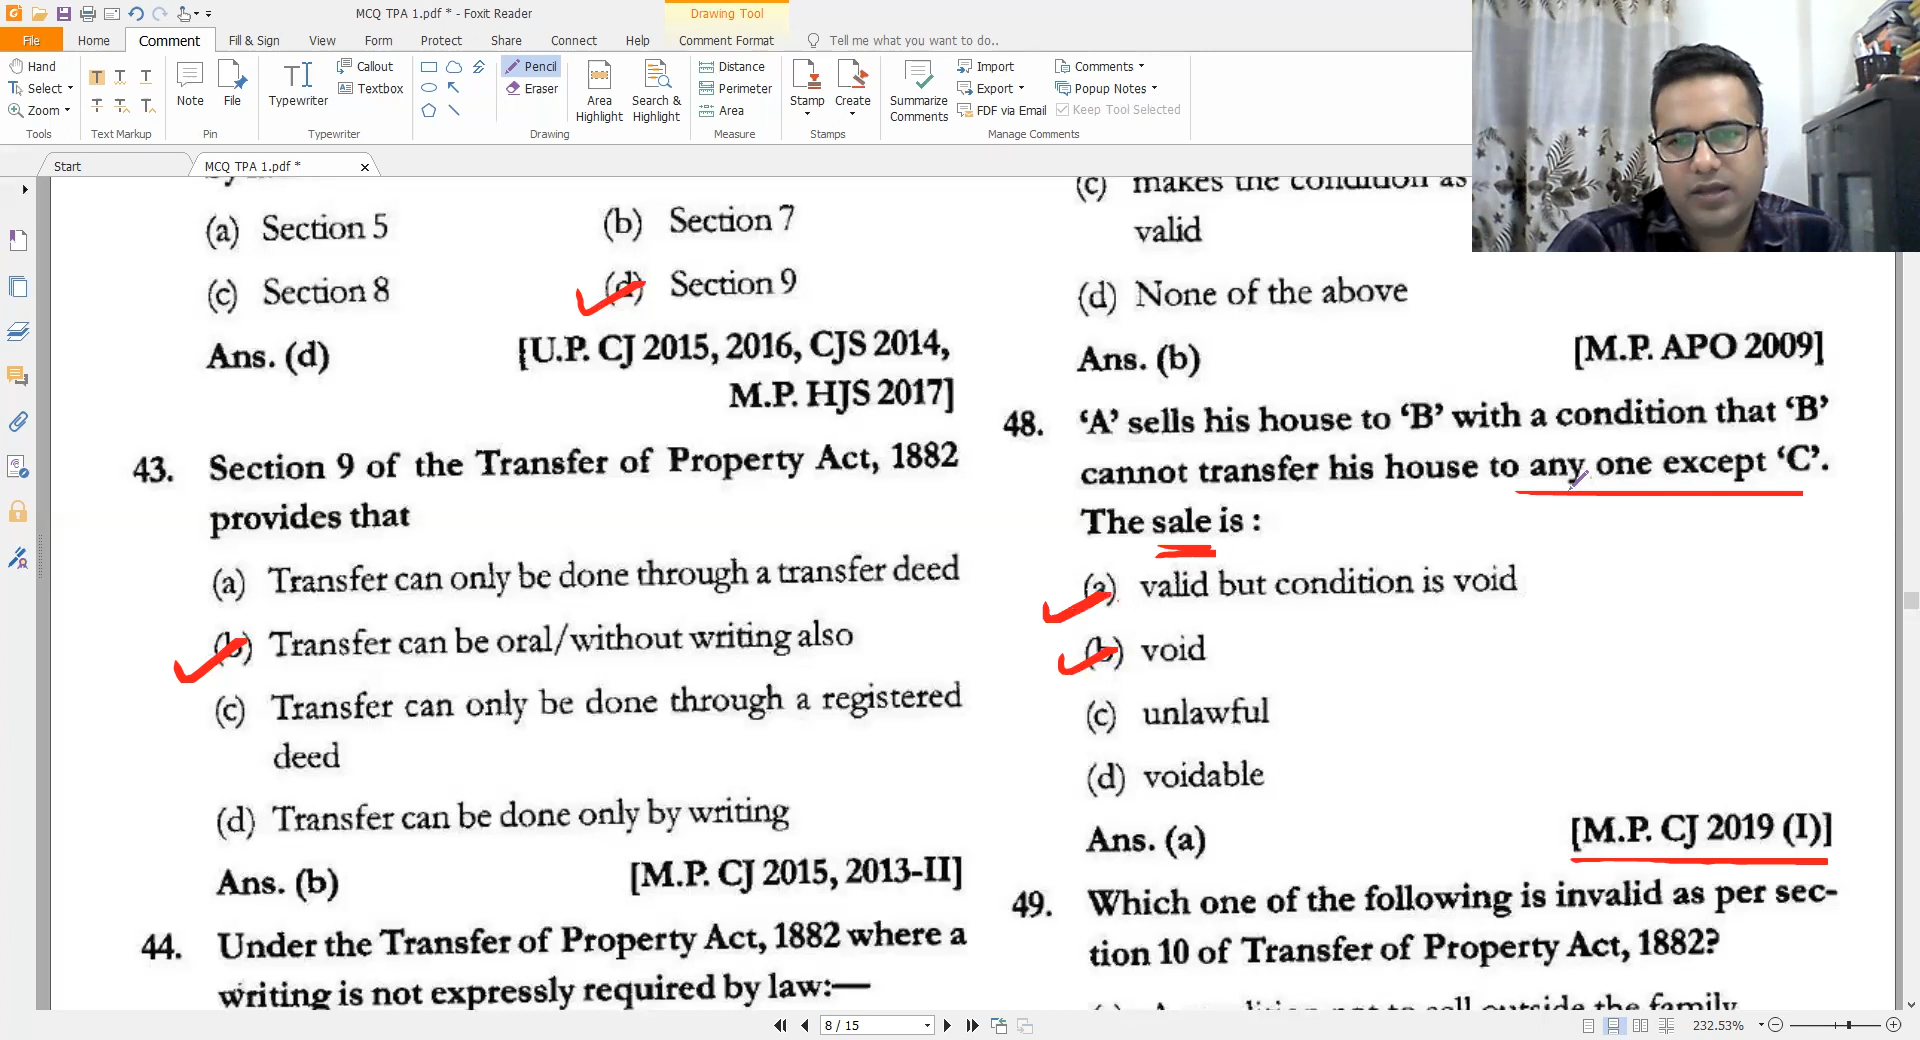 MCQ TPA 1.pdf * - Foxit Reader
Drawing Tool
File
Home
Comment
Fill & Sign
View
Form
Protect
Share
Connect
Help
Comment Format
Tell me what you want to do..
Hand
Select
Zoom
Tools
Text Markup
Note
File
Pin
Typewriter
Callout
Textbox
Typewriter
Pencil
Eraser
Area
Highlight
Search &
Highlight
Drawing
Distance
Perimeter
Area
Measure
Stamp
Create
Stamps
Summarize
Comments
Import
Export
FDF via Email
Comments
Popup Notes
Keep Tool Selected
Manage Comments
Start
MCQ TPA 1.pdf *
(a) Section 5
(b) Section 7
(c) Section 8
(d) Section 9
Ans. (d)
[U.P. CJ 2015, 2016, CJS 2014,
M.P. HJS 2017]
43. Section 9 of the Transfer of Property Act, 1882
provides that
(a) Transfer can only be done through a transfer deed
(b) Transfer can be oral/without writing also
(c) Transfer can only be done through a registered
deed
(d) Transfer can be done only by writing
Ans. (b)
[M.P. CJ 2015, 2013-II]
44. Under the Transfer of Property Act, 1882 where a
writing is not expressly required by law:—
(c) makes the condition as
valid
(d) None of the above
Ans. (b)
[M.P. APO 2009]
48. ‘A’ sells his house to ‘B’ with a condition that ‘B’
cannot transfer his house to any one except ‘C’.
The sale is :
(a) valid but condition is void
(b) void
(c) unlawful
(d) voidable
Ans. (a)
[M.P. CJ 2019 (I)]
49. Which one of the following is invalid as per sec-
tion 10 of Transfer of Property Act, 1882?
outside the family
8 / 15
232.53%